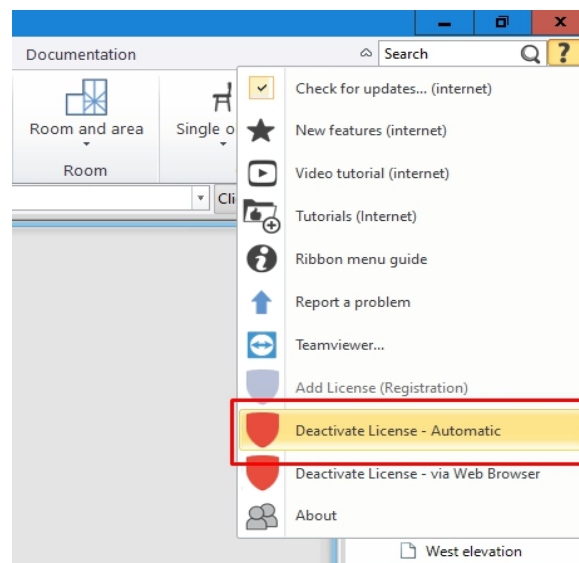 Documentation
Search
?
Room and area
Single o
Room
Cli
Check for updates... (internet)
New features (internet)
Video tutorial (internet)
Tutorials (Internet)
Ribbon menu guide
Report a problem
Teamviewer...
Add License (Registration)
Deactivate License - Automatic
Deactivate License - via Web Browser
About
West elevation